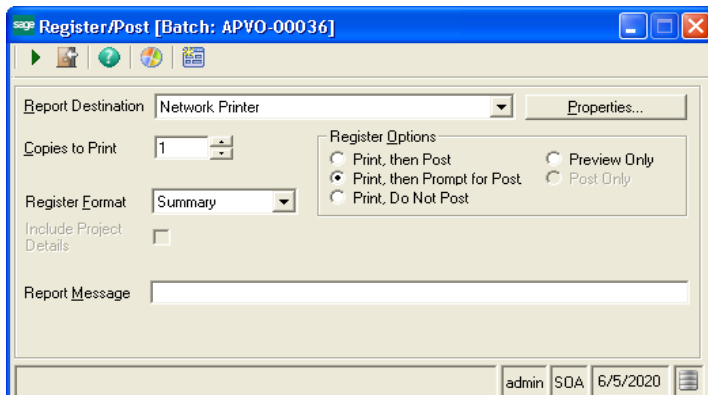 sage Register/Post [Batch: APVO-00036]
Report Destination Network Printer Properties...
Copies to Print 1
Register Options
Print, then Post Preview Only
Print, then Prompt for Post Post Only
Print, Do Not Post
Register Format Summary
Include Project
Details
Report Message
admin SOA 6/5/2020